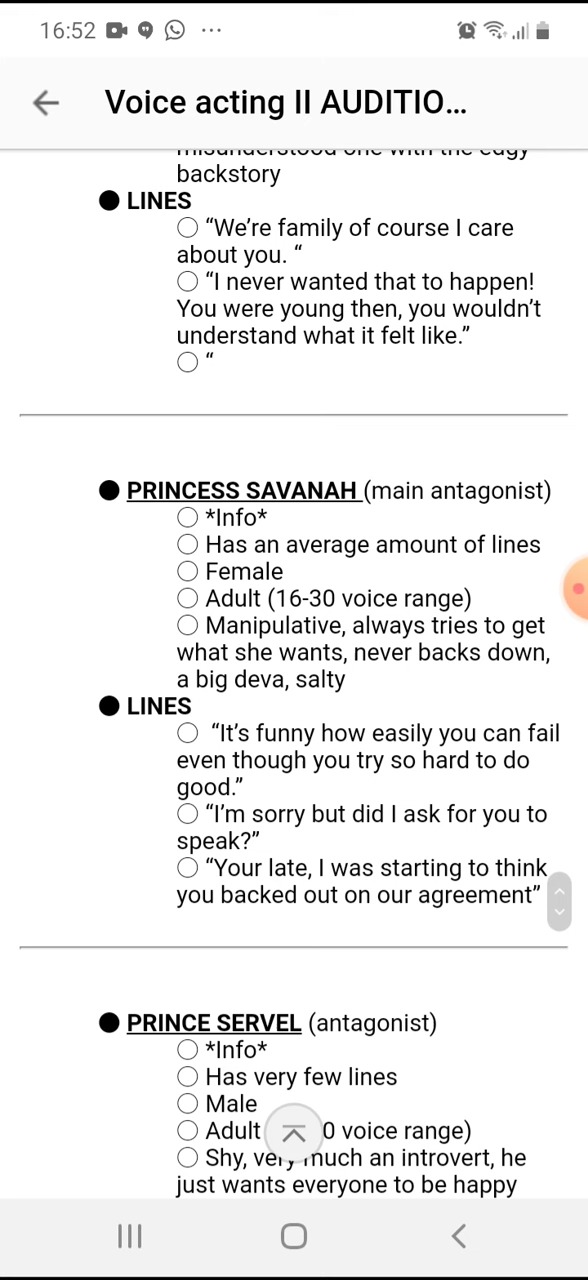 16:52
Voice acting II AUDITIO...
misunderstood one with the edgy
backstory
LINES
“We’re family of course I care
about you. “
“I never wanted that to happen!
You were young then, you wouldn’t
understand what it felt like.”
“
PRINCESS SAVANAH (main antagonist)
*Info*
Has an average amount of lines
Female
Adult (16-30 voice range)
Manipulative, always tries to get
what she wants, never backs down,
a big deva, salty
LINES
“It’s funny how easily you can fail
even though you try so hard to do
good.”
“I’m sorry but did I ask for you to
speak?”
“Your late, I was starting to think
you backed out on our agreement”
PRINCE SERVEL (antagonist)
*Info*
Has very few lines
Male
Adult 0 voice range)
Shy, very much an introvert, he
just wants everyone to be happy